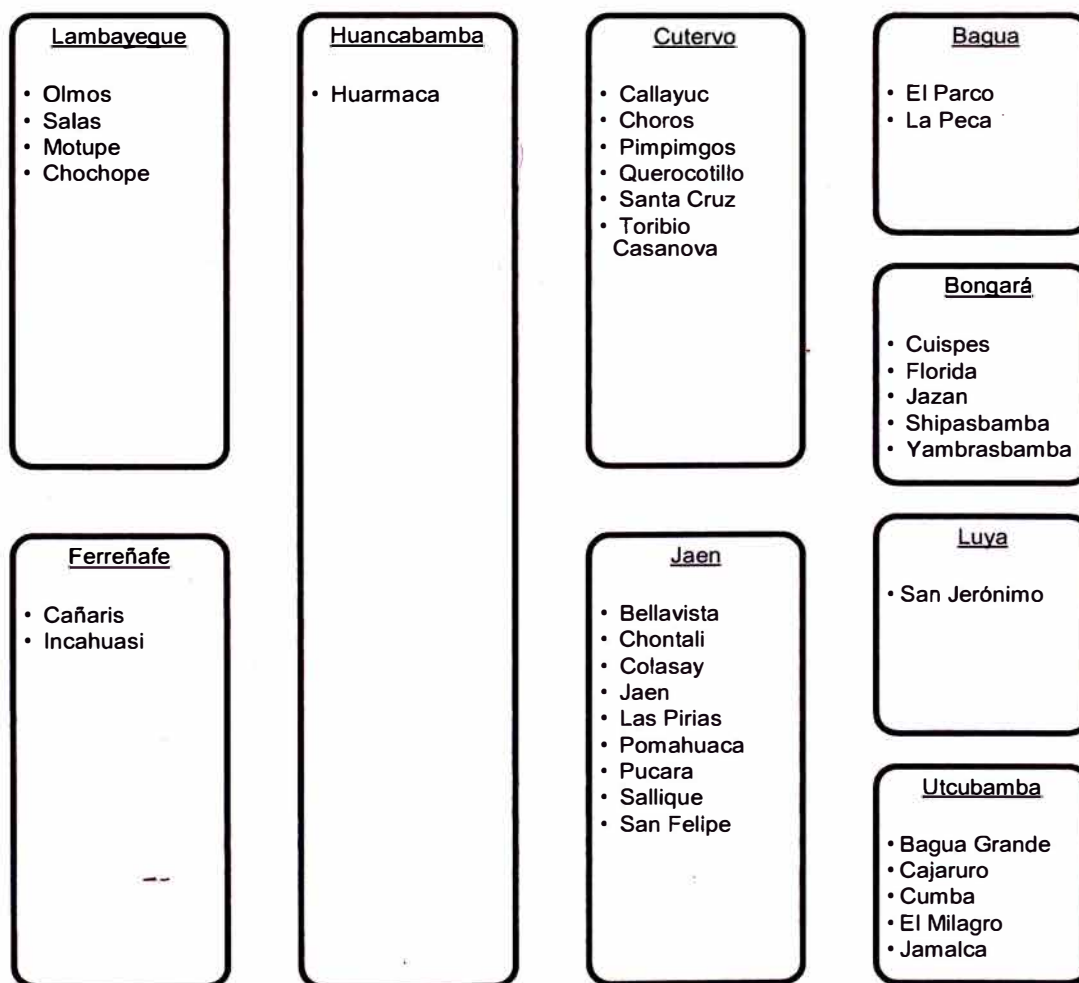 Lambayeque
• Olmos
• Salas
• Motupe
• Chochope
Ferreñafe
• Cañaris
• Incahuasi
Huancabamba
• Huarmaca
Cutervo
• Callayuc
• Choros
• Pimpimgos
• Querocotillo
• Santa Cruz
• Toribio
Casanova
Jaen
• Bellavista
• Chontali
• Colasay
• Jaen
• Las Pirias
• Pomahuaca
• Pucara
• Sallique
• San Felipe
Bagua
• El Parco
• La Peca
Bongará
• Cuispes
• Florida
• Jazan
• Shipasbamba
• Yambrasbamba
Luya
• San Jerónimo
Utcubamba
• Bagua Grande
• Cajaruro
• Cumba
• El Milagro
• Jamalca